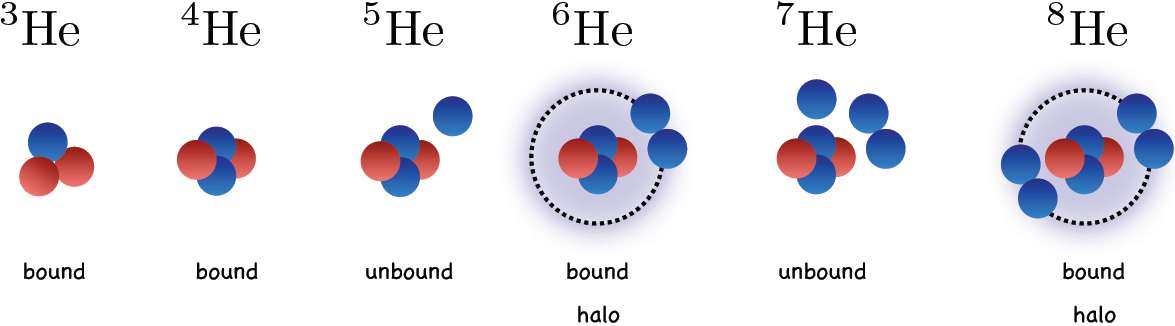 ³He ⁴He ⁵He ⁶He ⁷He ⁸He
bound bound unbound bound unbound bound
halo halo